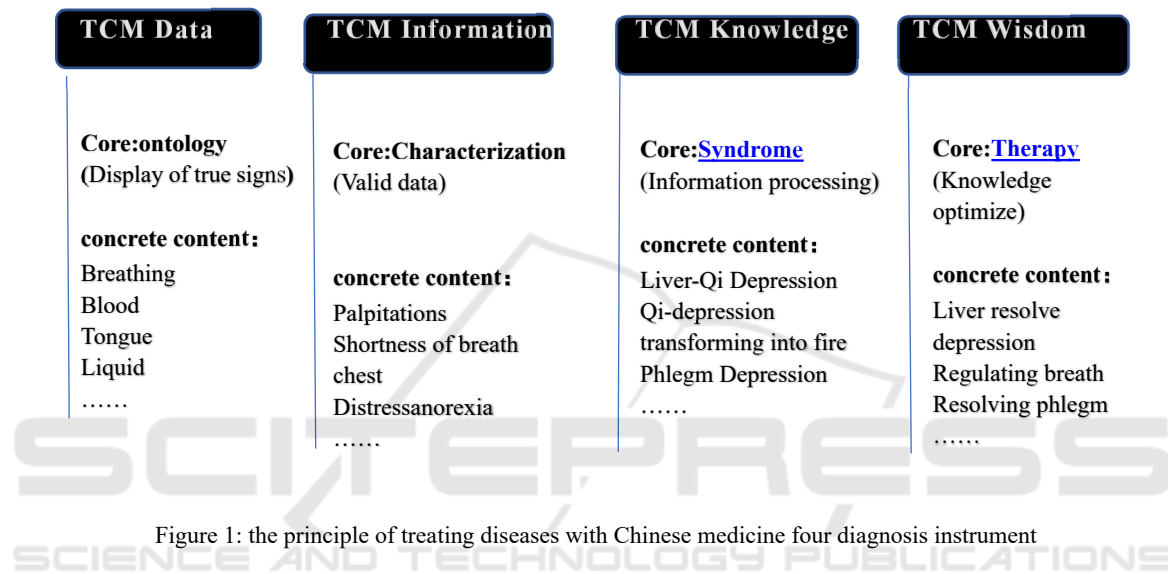 TCM Data
Core:ontology
(Display of true signs)
concrete content：
Breathing
Blood
Tongue
Liquid
……
TCM Information
Core:Characterization
(Valid data)
concrete content：
Palpitations
Shortness of breath
chest
Distressanorexia
……
TCM Knowledge
Core:Syndrome
(Information processing)
concrete content：
Liver-Qi Depression
Qi-depression
transforming into fire
Phlegm Depression
……
TCM Wisdom
Core:Therapy
(Knowledge
optimize)
concrete content：
Liver resolve
depression
Regulating breath
Resolving phlegm
……
SCITEPRESS
Figure 1: the principle of treating diseases with Chinese medicine four diagnosis instrument
SCIENCE AND TECHNOLOGY PUBLICATIONS